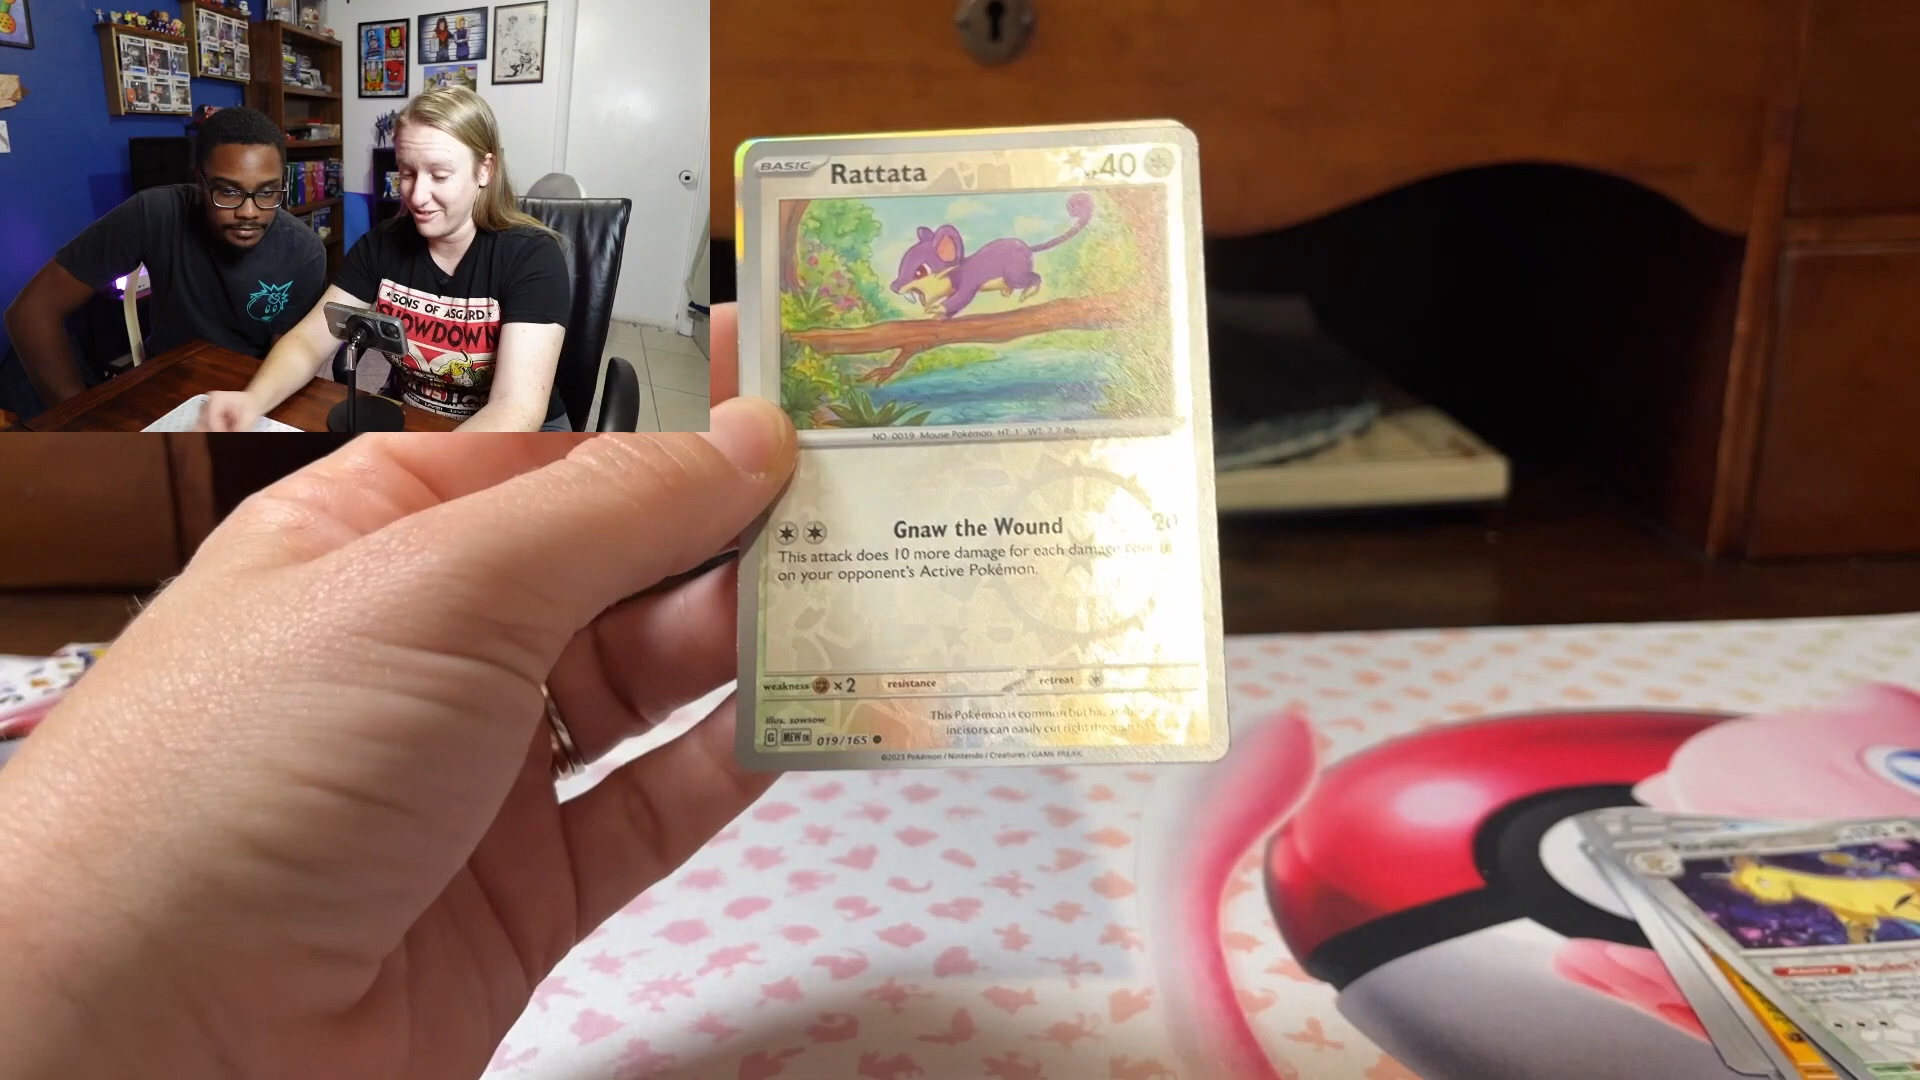 SONS OF ASGARD
SHOWDOWN
BASIC
Rattata
40
NO. 0019 Mouse Pokémon HT: 1' WT: 7.7 lbs.
Gnaw the Wound 20
This attack does 10 more damage for each damage
on your opponent's Active Pokémon.
weakness x2 resistance retreat
Illus. sowsow
This Pokémon is common but
incisors can easily cut right
G MEW EN 019/165
©2023 Pokémon / Nintendo / Creatures / GAME FREAK
Ability